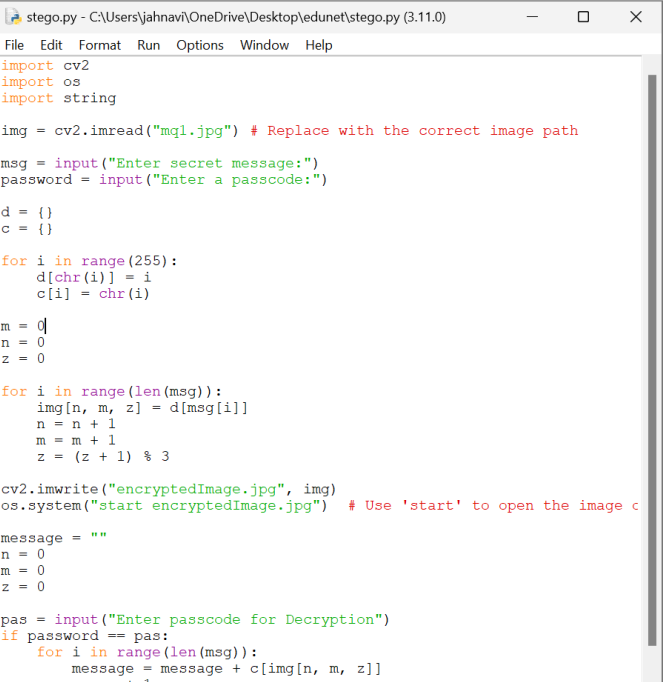 stego.py - C:\Users\jahnavi\OneDrive\Desktop\edunet\stego.py (3.11.0)
File Edit Format Run Options Window Help
import cv2
import os
import string

img = cv2.imread("mq1.jpg") # Replace with the correct image path

msg = input("Enter secret message:")
password = input("Enter a passcode:")

d = {}
c = {}

for i in range(255):
    d[chr(i)] = i
    c[i] = chr(i)

m = 0
n = 0
z = 0

for i in range(len(msg)):
    img[n, m, z] = d[msg[i]]
    n = n + 1
    m = m + 1
    z = (z + 1) % 3

cv2.imwrite("encryptedImage.jpg", img)
os.system("start encryptedImage.jpg")  # Use 'start' to open the image

message = ""
n = 0
m = 0
z = 0

pas = input("Enter passcode for Decryption")
if password == pas:
    for i in range(len(msg)):
        message = message + c[img[n, m, z]]